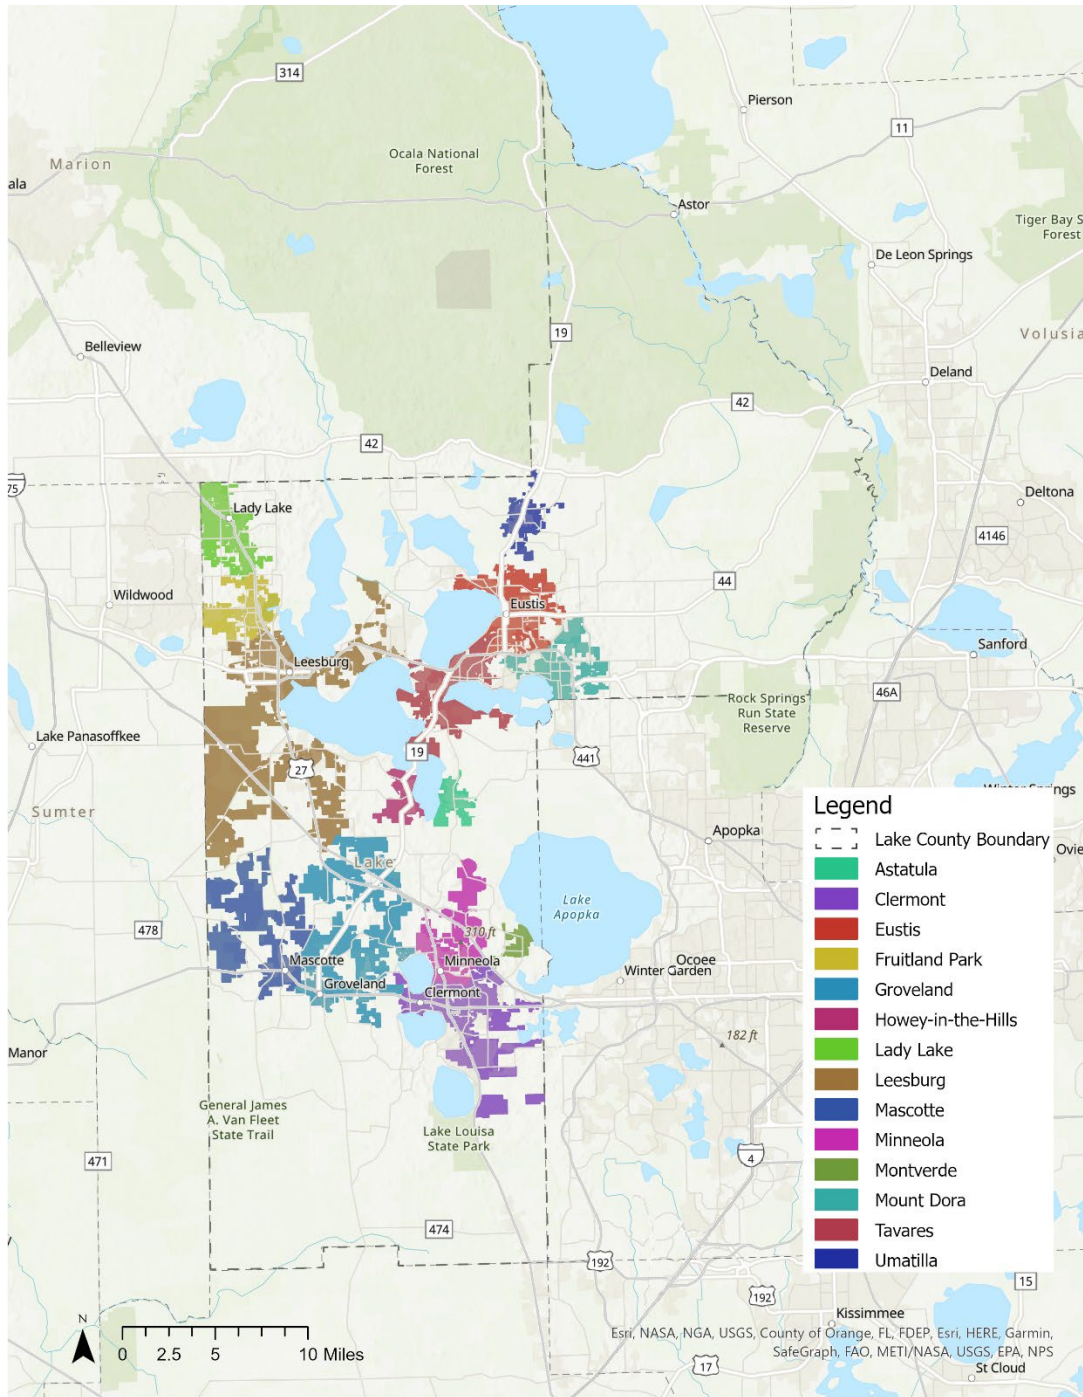 314
Pierson
11
Ocala National
Forest
Marion
ala
Astor
Tiger Bay S
Forest
De Leon Springs
19
Volusia
Belleview
Deland
42
42
75
Lady Lake
Deltona
4146
Wildwood
44
Eustis
Sanford
Leesburg
46A
Rock Springs
Run State
Reserve
Lake Panasoffkee
19
441
27
Winter Springs
Sumter
Apopka
Ovie
Lake
Lake
Apopka
478
310 ft
Mascotte
Minneola
Ocoee
Winter Garden
Groveland
Clermont
182 ft
Manor
General James
A. Van Fleet
State Trail
Lake Louisa
State Park
471
4
474
192
192
15
Kissimmee
17
St Cloud
Legend
Lake County Boundary
Astatula
Clermont
Eustis
Fruitland Park
Groveland
Howey-in-the-Hills
Lady Lake
Leesburg
Mascotte
Minneola
Montverde
Mount Dora
Tavares
Umatilla
N
0 2.5 5 10 Miles
Esri, NASA, NGA, USGS, County of Orange, FL, FDEP, Esri, HERE, Garmin,
SafeGraph, FAO, METI/NASA, USGS, EPA, NPS